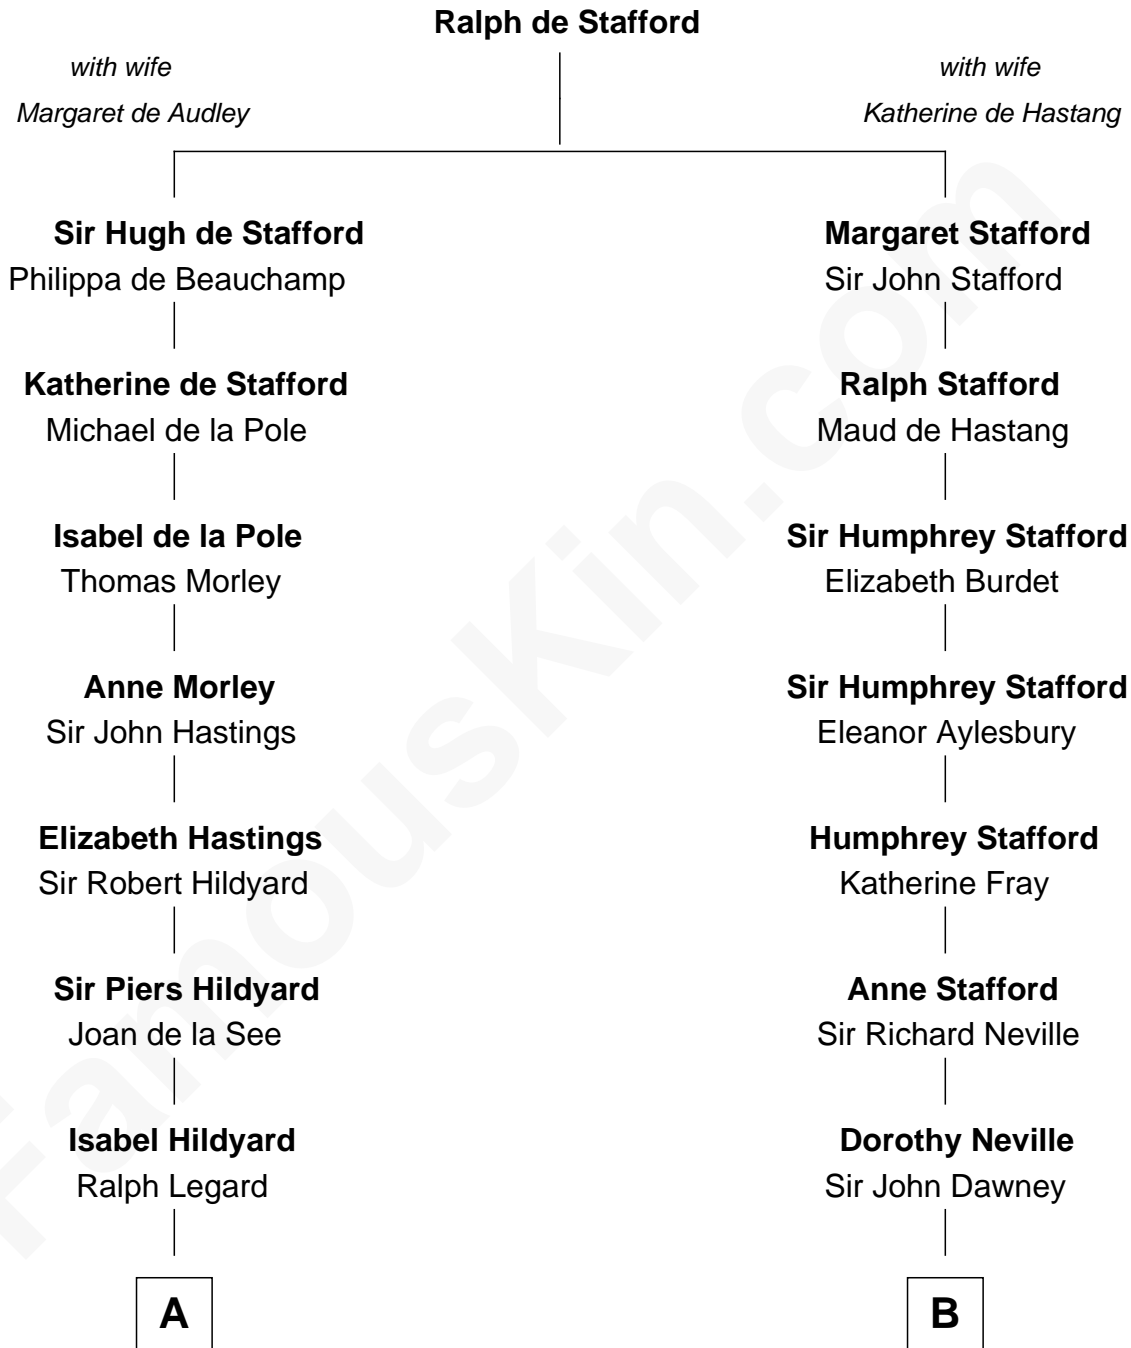 Ralph de Stafford
with wife
Margaret de Audley
with wife
Katherine de Hastang
Sir Hugh de Stafford
Philippa de Beauchamp
Margaret Stafford
Sir John Stafford
Katherine de Stafford
Michael de la Pole
Ralph Stafford
Maud de Hastang
Isabel de la Pole
Thomas Morley
Sir Humphrey Stafford
Elizabeth Burdet
Anne Morley
Sir John Hastings
Sir Humphrey Stafford
Eleanor Aylesbury
Elizabeth Hastings
Sir Robert Hildyard
Humphrey Stafford
Katherine Fray
Sir Piers Hildyard
Joan de la See
Anne Stafford
Sir Richard Neville
Isabel Hildyard
Ralph Legard
Dorothy Neville
Sir John Dawney
A
B
FamousKin.com